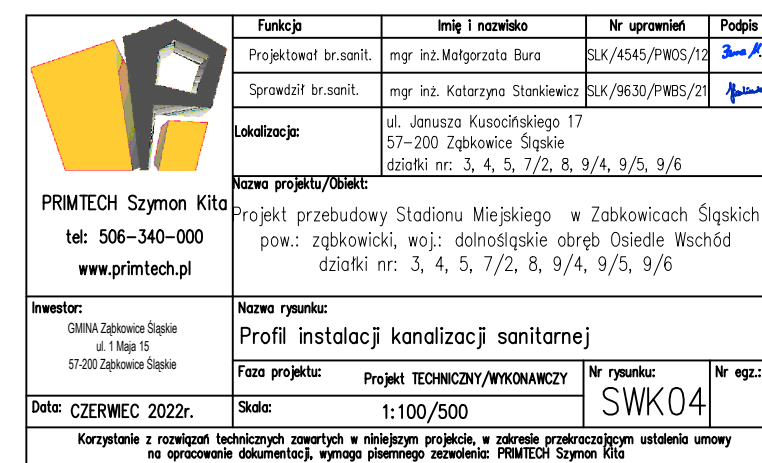 Funkcja Imię i nazwisko Nr uprawnień Podpis
Projektował br.sanit. mgr inż.Małgorzata Bura SLK/4545/PWOS/12
Sprawdził br.sanit. mgr inż. Katarzyna Stankiewicz SLK/9630/PWBS/21
Lokalizacja:
ul. Janusza Kusocińskiego 17
57-200 Ząbkowice Śląskie
działki nr: 3, 4, 5, 7/2, 8, 9/4, 9/5, 9/6
PRIMTECH Szymon Kita
tel: 506-340-000
www.primtech.pl
Nazwa projektu/Obiekt:
Projekt przebudowy Stadionu Miejskiego w Zabkowicach Śląskich
pow.: ząbkowicki, woj.: dolnośląskie obręb Osiedle Wschód
działki nr: 3, 4, 5, 7/2, 8, 9/4, 9/5, 9/6
Inwestor:
GMINA Ząbkowice Śląskie
ul. 1 Maja 15
57-200 Ząbkowice Śląskie
Nazwa rysunku:
Profil instalacji kanalizacji sanitarnej
Faza projektu: Projekt TECHNICZNY/WYKONAWCZY
Nr rysunku:
SWK04
Nr egz.:
Data: CZERWIEC 2022r.
Skala: 1:100/500
Korzystanie z rozwiązań technicznych zawartych w niniejszym projekcie, w zakresie przekraczającym ustalenia umowy
na opracowanie dokumentacji, wymaga pisemnego zezwolenia: PRIMTECH Szymon Kita